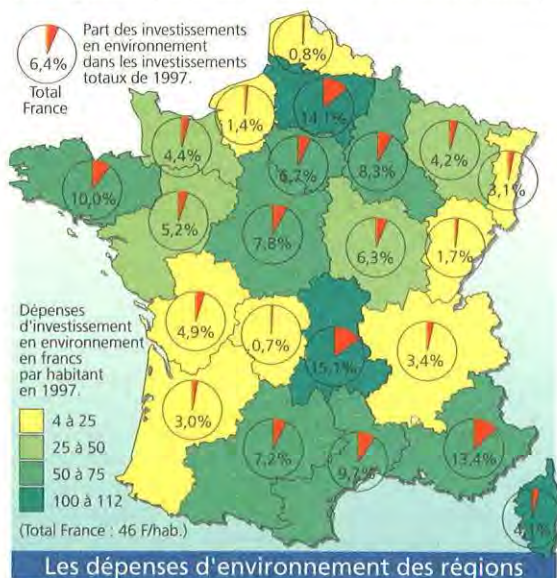 Part des investissements
en environnement
dans les investissements
totaux de 1997.
6,4%
Total
France
0,8%
14,1%
1,4%
4,4%
6,7%
8,3%
4,2%
3,1%
10,0%
5,2%
7,8%
6,3%
1,7%
4,9%
0,7%
15,1%
3,4%
3,0%
7,2%
9,7%
13,4%
4,1%
Dépenses
d'investissement
en environnement
en francs
par habitant
en 1997.
4 à 25
25 à 50
50 à 75
100 à 112
(Total France : 46 F/hab.)
Les dépenses d'environnement des régions